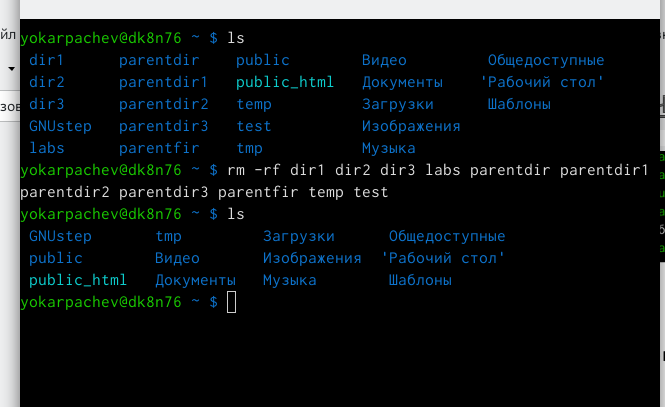 йл
зов
yokarpachev@dk8n76 ~ $ ls
dir1 parentdir public Видео Общедоступные
dir2 parentdir1 public_html Документы 'Рабочий стол'
dir3 parentdir2 temp Загрузки Шаблоны
GNUstep parentdir3 test Изображения
labs parentfir tmp Музыка
yokarpachev@dk8n76 ~ $ rm -rf dir1 dir2 dir3 labs parentdir parentdir1
parentdir2 parentdir3 parentfir temp test
yokarpachev@dk8n76 ~ $ ls
GNUstep tmp Загрузки Общедоступные
public Видео Изображения 'Рабочий стол'
public_html Документы Музыка Шаблоны
yokarpachev@dk8n76 ~ $